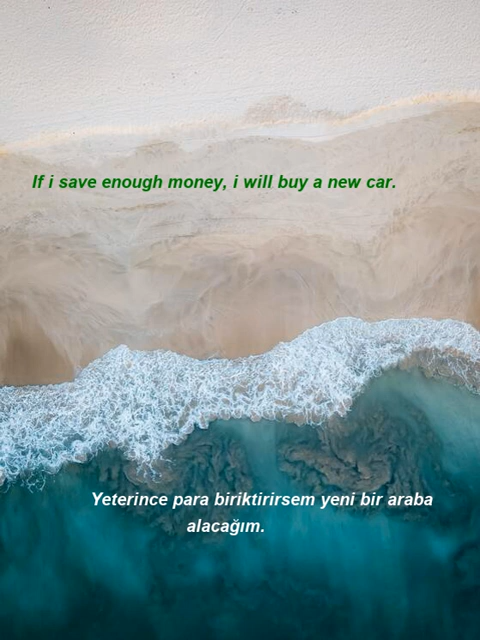 If i save enough money, i will buy a new car.
Yeterince para biriktirirsem yeni bir araba
alacağım.